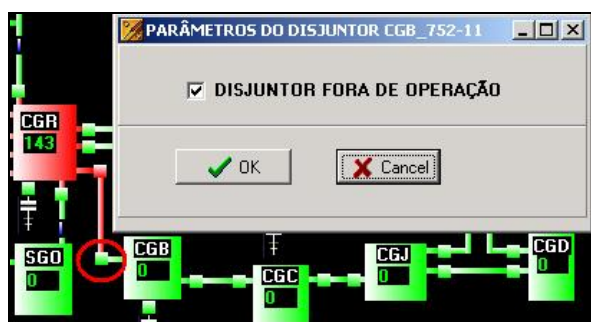 PARÂMETROS DO DISJUNTOR CGB_752-11
DISJUNTOR FORA DE OPERAÇÃO
OK
Cancel
CGR
143
SGO
0
CGB
0
CGC
0
CGJ
0
CGD
0